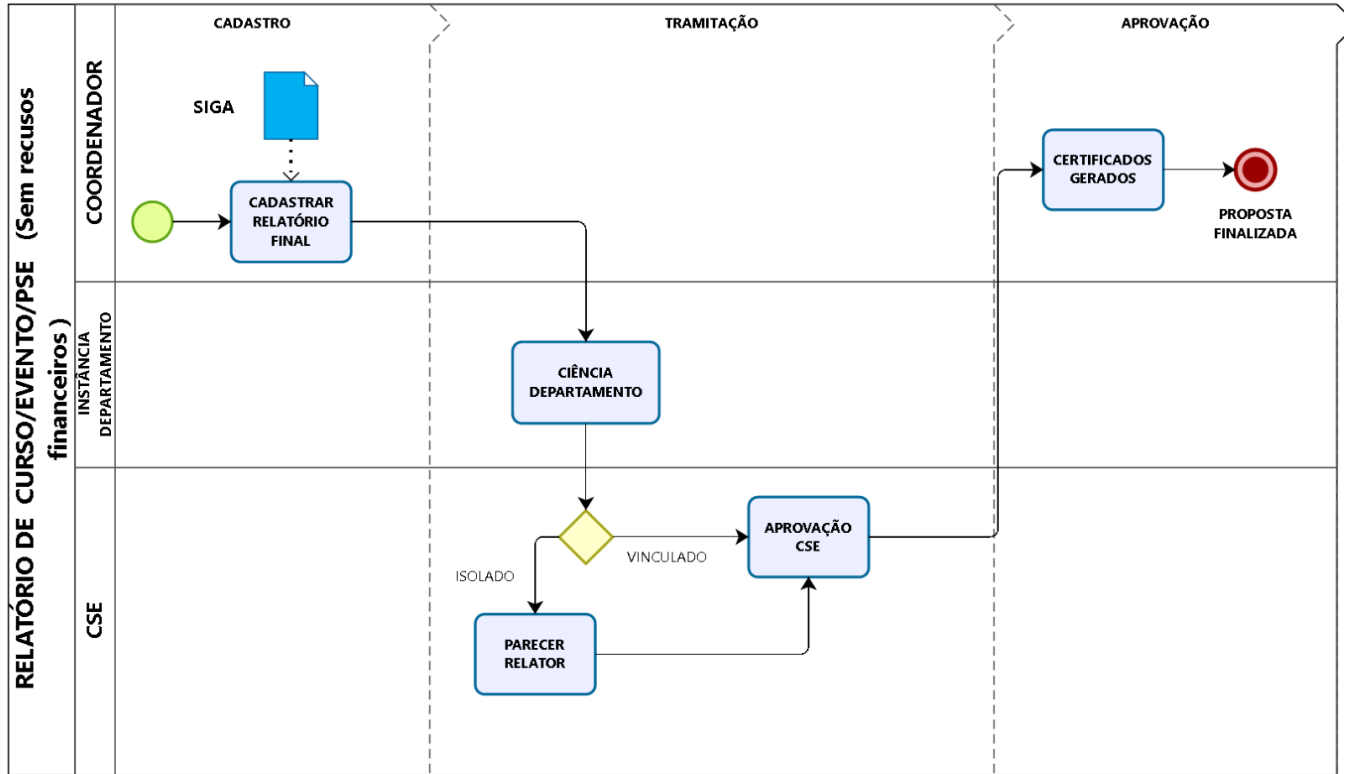 RELATÓRIO DE CURSO/EVENTO/PSE (Sem recusos
financeiros )
CADASTRO
TRAMITAÇÃO
APROVAÇÃO
COORDENADOR
SIGA
CADASTRAR
RELATÓRIO
FINAL
CERTIFICADOS
GERADOS
PROPOSTA
FINALIZADA
INSTÂNCIA
DEPARTAMENTO
CIÊNCIA
DEPARTAMENTO
CSE
ISOLADO
VINCULADO
APROVAÇÃO
CSE
PARECER
RELATOR